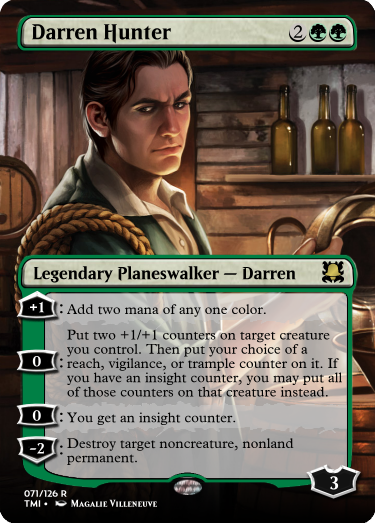 Darren Hunter 2
Legendary Planeswalker — Darren
+1 : Add two mana of any one color.
Put two +1/+1 counters on target creature
you control. Then put your choice of a
0 : reach, vigilance, or trample counter on it. If
you have an insight counter, you may put all
of those counters on that creature instead.
0 : You get an insight counter.
-2 : Destroy target noncreature, nonland
permanent.
3
071/126 R
TMI • Magalie Villeneuve